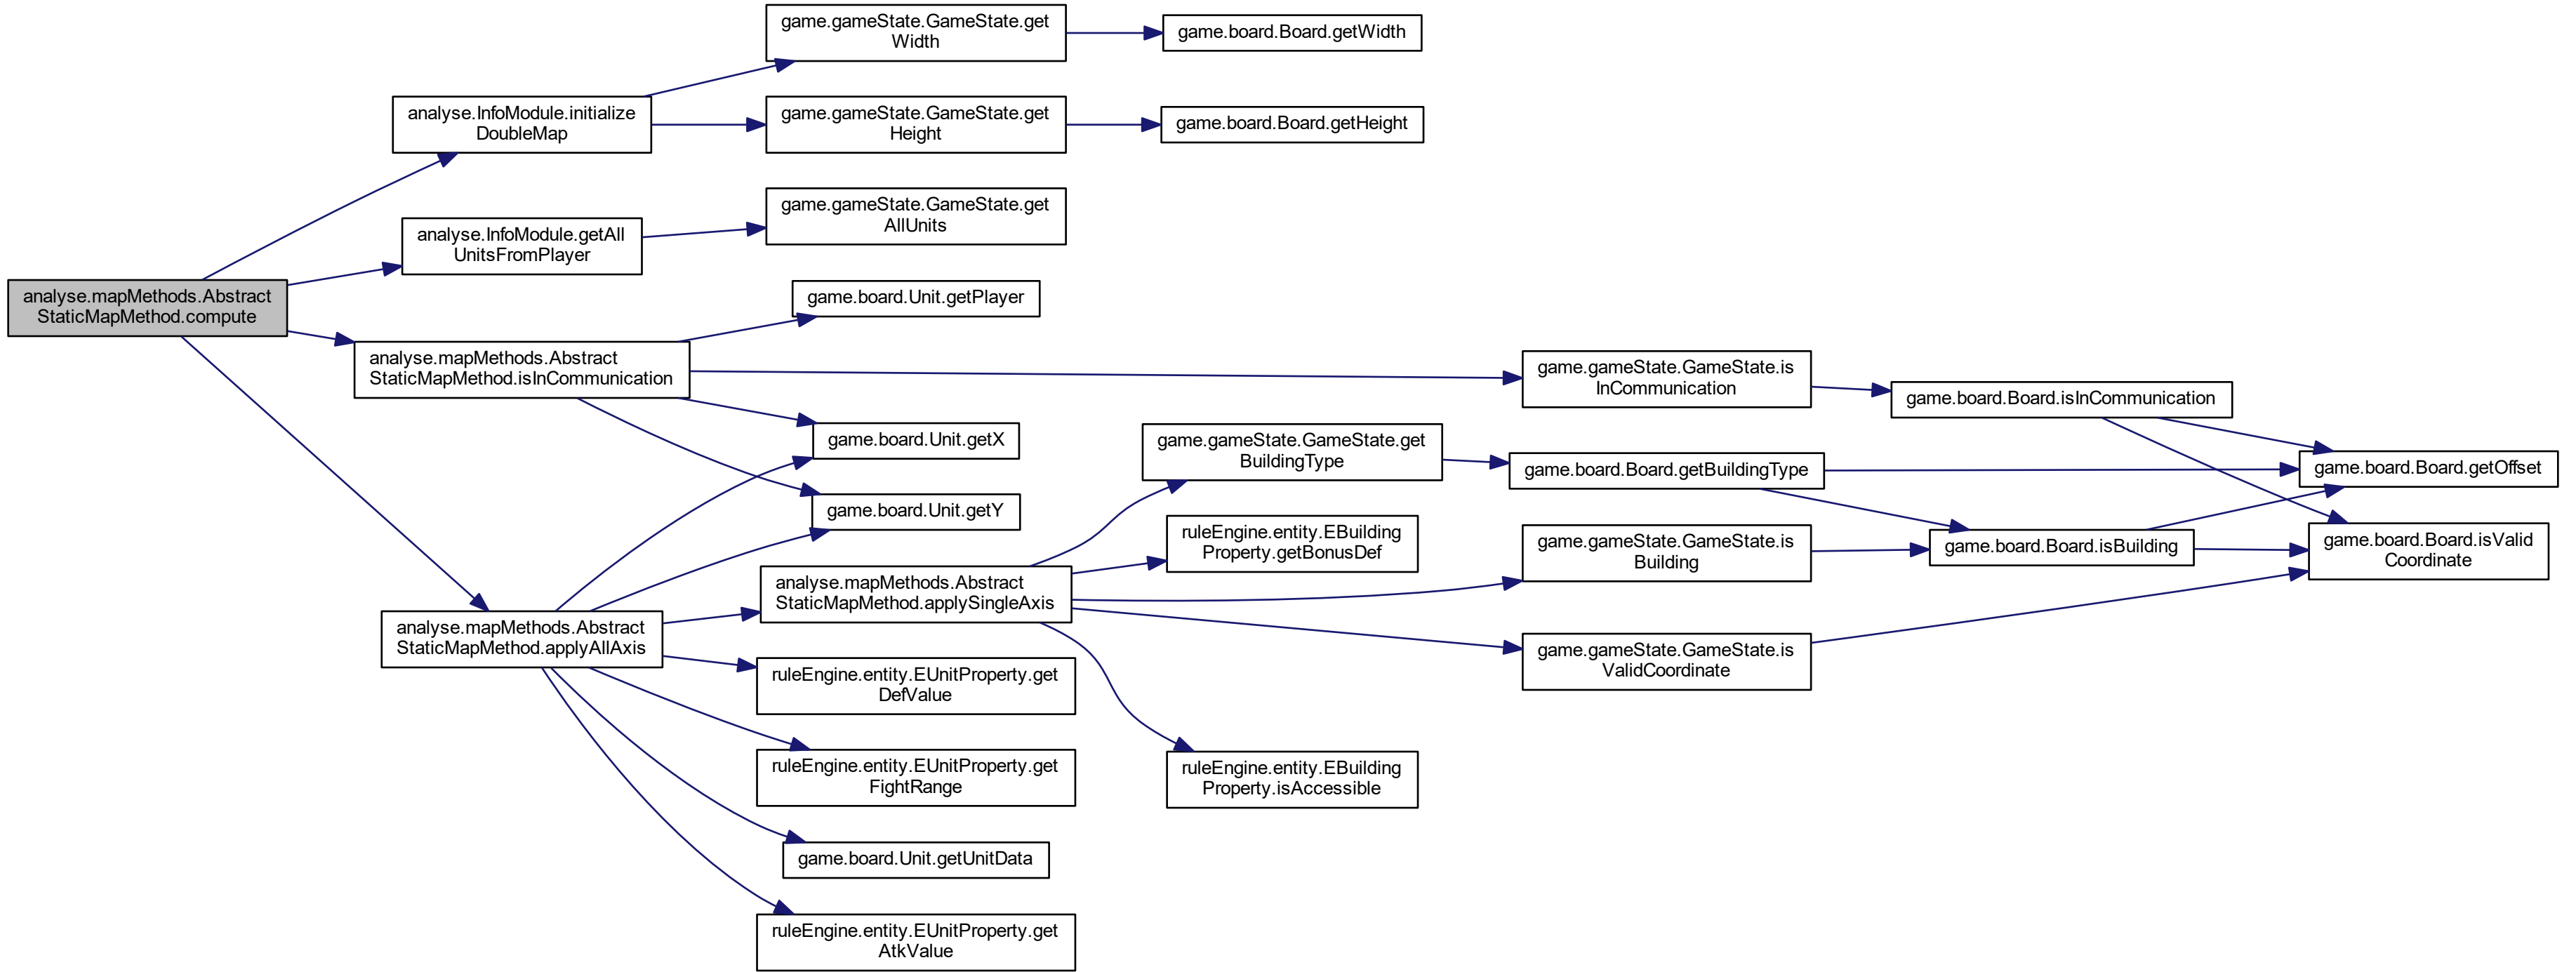 analyse.mapMethods.Abstract
StaticMapMethod.compute
analyse.InfoModule.initialize
DoubleMap
game.gameState.GameState.get
Width
game.board.Board.getWidth
game.gameState.GameState.get
Height
game.board.Board.getHeight
analyse.InfoModule.getAll
UnitsFromPlayer
game.gameState.GameState.get
AllUnits
analyse.mapMethods.Abstract
StaticMapMethod.isInCommunication
game.board.Unit.getPlayer
game.gameState.GameState.is
InCommunication
game.board.Board.isInCommunication
game.board.Unit.getX
game.board.Unit.getY
game.gameState.GameState.get
BuildingType
game.board.Board.getBuildingType
game.board.Board.getOffset
ruleEngine.entity.EBuilding
Property.getBonusDef
game.gameState.GameState.is
Building
game.board.Board.isBuilding
game.board.Board.isValid
Coordinate
analyse.mapMethods.Abstract
StaticMapMethod.applySingleAxis
analyse.mapMethods.Abstract
StaticMapMethod.applyAllAxis
game.gameState.GameState.is
ValidCoordinate
ruleEngine.entity.EUnitProperty.get
DefValue
ruleEngine.entity.EUnitProperty.get
FightRange
ruleEngine.entity.EBuilding
Property.isAccessible
game.board.Unit.getUnitData
ruleEngine.entity.EUnitProperty.get
AtkValue